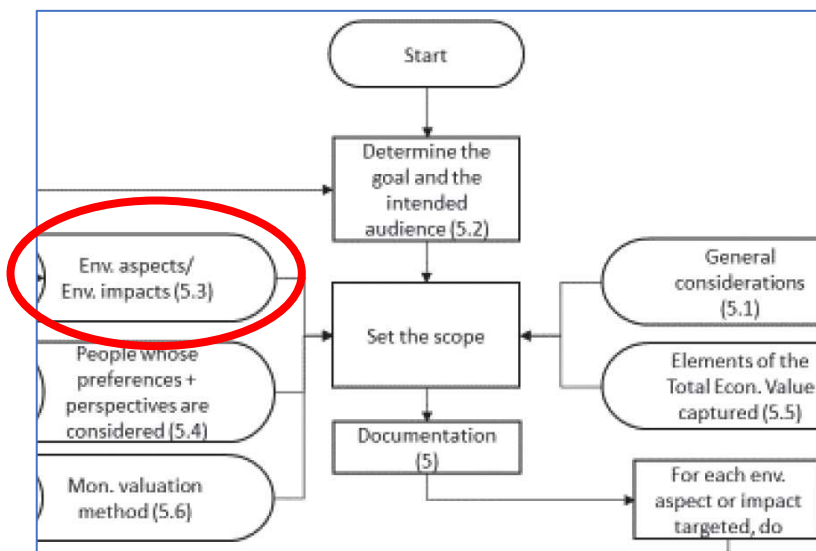 Start
Determine the
goal and the
intended
audience (5.2)
Env. aspects/
Env. impacts (5.3)
General
considerations
(5.1)
Set the scope
People whose
preferences +
perspectives are
considered (5.4)
Elements of the
Total Econ. Value
captured (5.5)
Documentation
(5)
Mon. valuation
method (5.6)
For each env.
aspect or impact
targeted, do